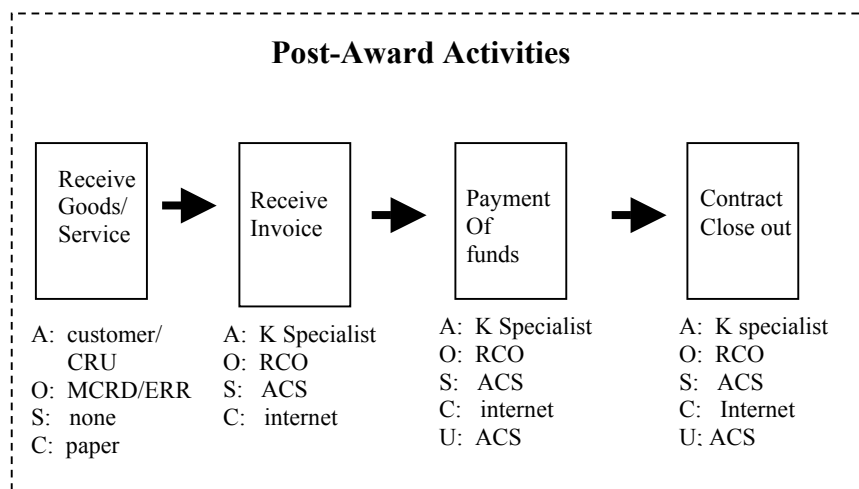 Post-Award Activities
Receive
Goods/
Service
Receive
Invoice
Payment
Of
funds
Contract
Close out
A: customer/
CRU
O: MCRD/ERR
S: none
C: paper
A: K Specialist
O: RCO
S: ACS
C: internet
A: K Specialist
O: RCO
S: ACS
C: internet
U: ACS
A: K specialist
O: RCO
S: ACS
C: Internet
U; ACS